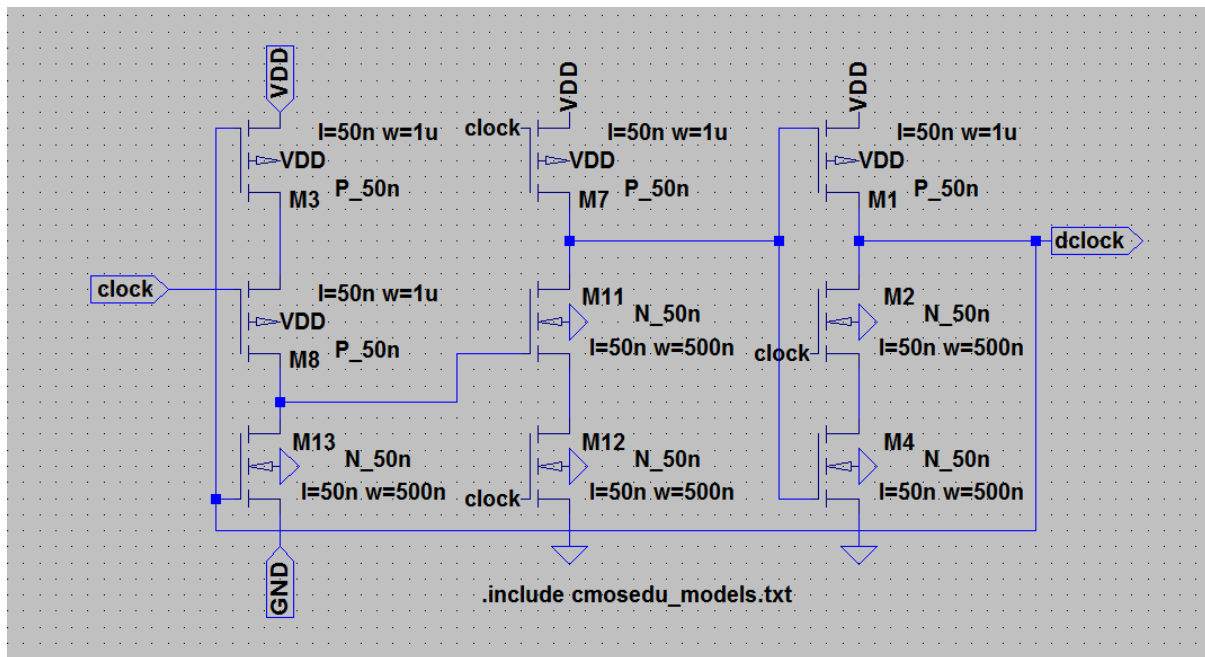 VDD
VDD
VDD
l=50n w=1u
clock
l=50n w=1u
l=50n w=1u
VDD
VDD
VDD
P_50n
P_50n
P_50n
M3
M7
M1
dclock
clock
l=50n w=1u
M11
M2
VDD
N_50n
N_50n
M8
P_50n
l=50n w=500n
clock
l=50n w=500n
M13
M12
M4
N_50n
N_50n
N_50n
l=50n w=500n
clock
l=50n w=500n
l=50n w=500n
GND
.include cmosedu_models.txt